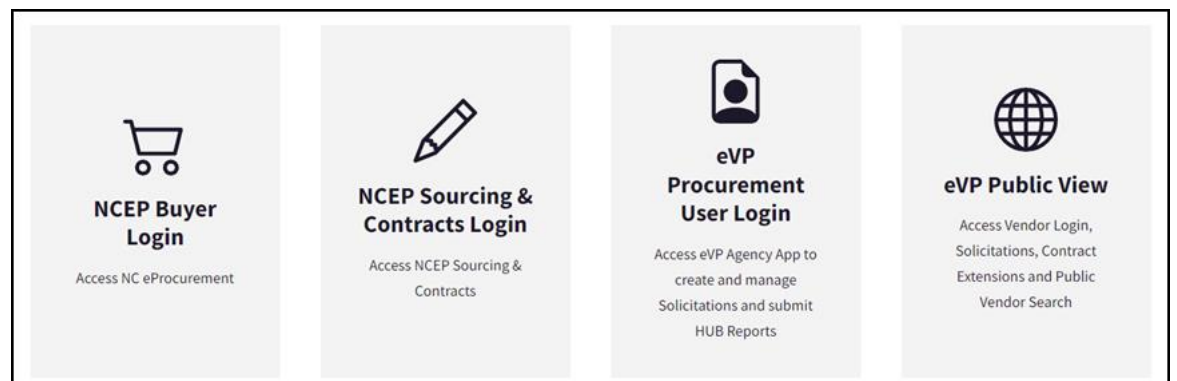 NCEP Buyer
Login
Access NC eProcurement
NCEP Sourcing &
Contracts Login
Access NCEP Sourcing &
Contracts
eVP
Procurement
User Login
Access eVP Agency App to
create and manage
Solicitations and submit
HUB Reports
eVP Public View
Access Vendor Login,
Solicitations, Contract
Extensions and Public
Vendor Search